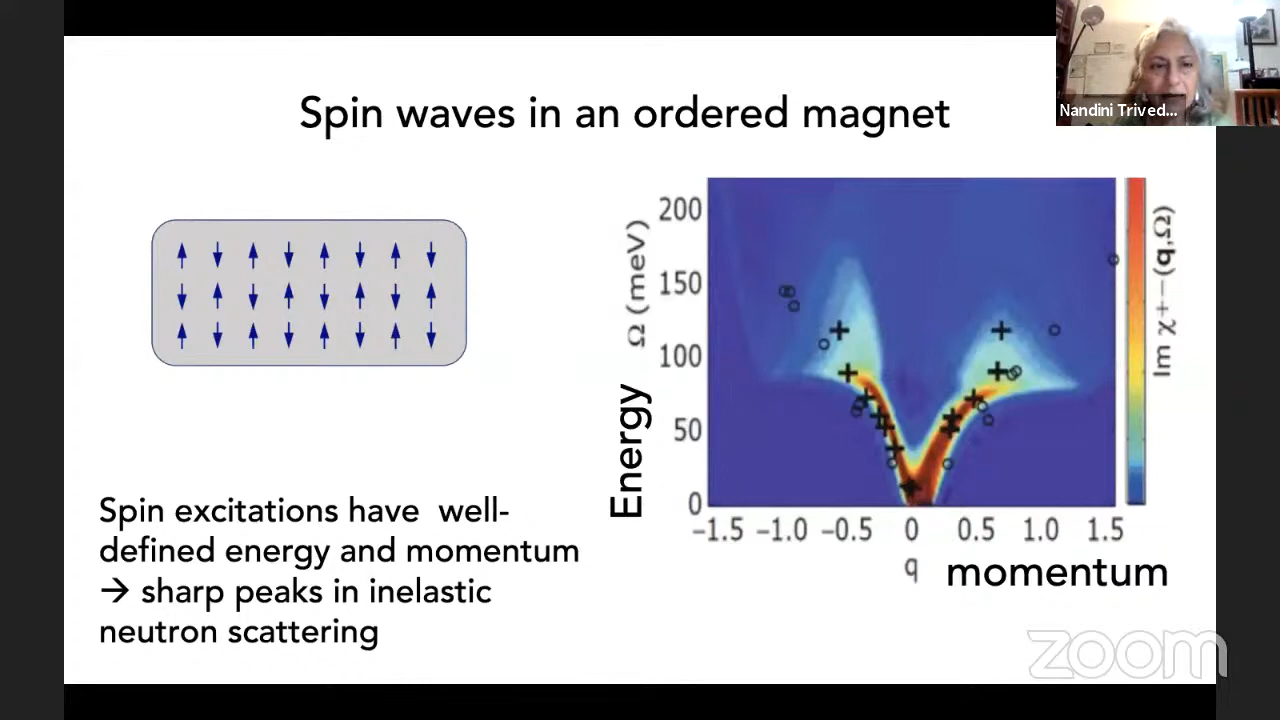 Spin waves in an ordered magnet
Nandini Trived...
Spin excitations have well-
defined energy and momentum
→ sharp peaks in inelastic
neutron scattering
Energy
Ω (meV)
200
150
100
50
0
−1.5 −1.0 −0.5 0 0.5 1.0 1.5
q momentum
Im χ+−(q,Ω)
zoom